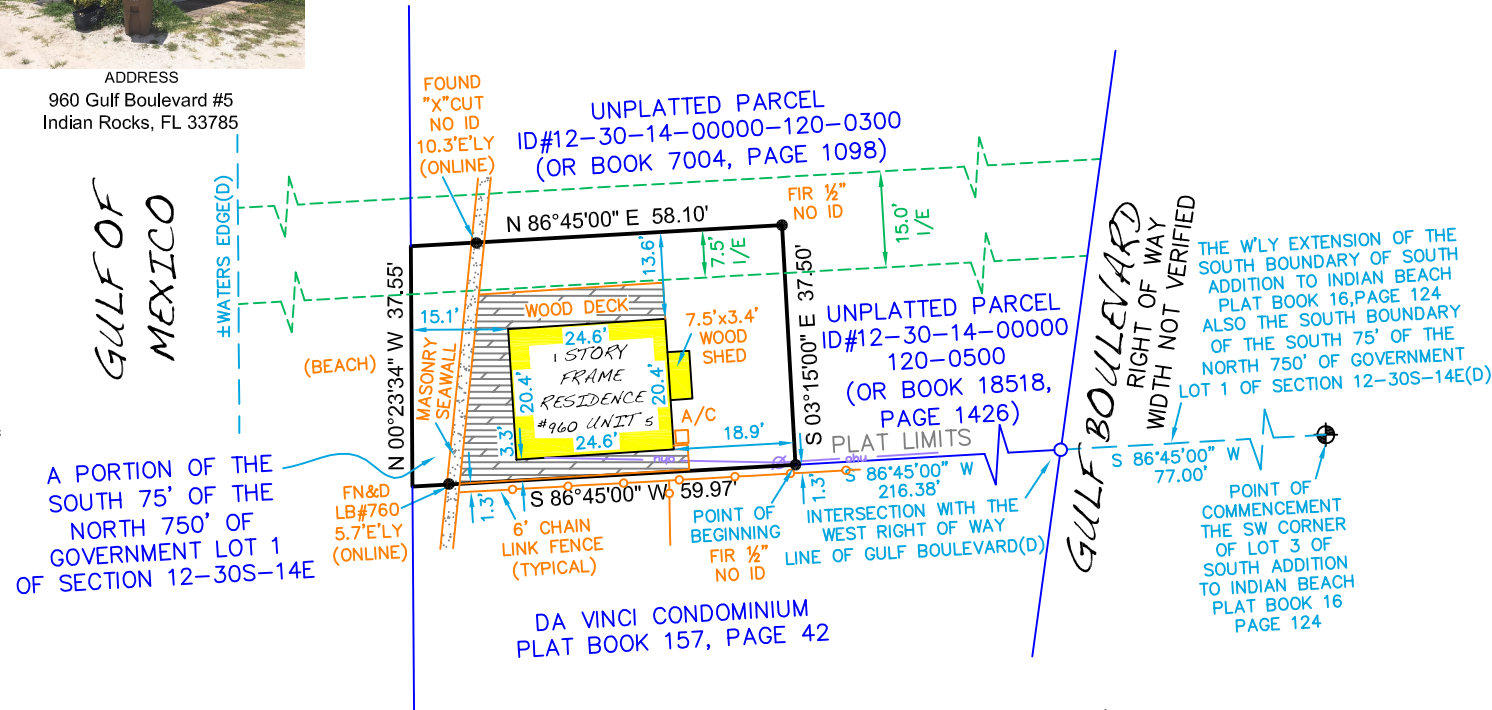 ADDRESS
960 Gulf Boulevard #5
Indian Rocks, FL 33785
GULF OF
MEXICO
±WATERS EDGE(D)
FOUND
"X"CUT
NO ID
10.3'E'LY
(ONLINE)
UNPLATTED PARCEL
ID#12-30-14-00000-120-0300
(OR BOOK 7004, PAGE 1098)
FIR ½"
NO ID
N 86°45'00" E 58.10'
13.6'
7.5'
I/E
15.0'
I/E
N 00°23'34" W 37.55'
S 03°15'00" E 37.50'
15.1'
WOOD DECK
(BEACH)
MASONRY
SEAWALL
24.6'
20.4'
1 STORY
FRAME
RESIDENCE
#960 UNIT 5
20.4'
24.6'
3.3'
7.5'x3.4'
WOOD
SHED
A/C
18.9'
UNPLATTED PARCEL
ID#12-30-14-00000
120-0500
(OR BOOK 18518,
PAGE 1426)
PLAT LIMITS
GULF BOULEVARD
RIGHT OF WAY
WIDTH NOT VERIFIED
THE W'LY EXTENSION OF THE
SOUTH BOUNDARY OF SOUTH
ADDITION TO INDIAN BEACH
PLAT BOOK 16,PAGE 124
ALSO THE SOUTH BOUNDARY
OF THE SOUTH 75' OF THE
NORTH 750' OF GOVERNMENT
LOT 1 OF SECTION 12-30S-14E(D)
S 86°45'00" W
77.00'
POINT OF
COMMENCEMENT
THE SW CORNER
OF LOT 3 OF
SOUTH ADDITION
TO INDIAN BEACH
PLAT BOOK 16
PAGE 124
A PORTION OF THE
SOUTH 75' OF THE
NORTH 750' OF
GOVERNMENT LOT 1
OF SECTION 12-30S-14E
FN&D
LB#760
5.7'E'LY
(ONLINE)
1.3'
S 86°45'00" W 59.97'
6' CHAIN
LINK FENCE
(TYPICAL)
POINT OF
BEGINNING
FIR ½"
NO ID
1.3'
S 86°45'00" W
216.38'
INTERSECTION WITH THE
WEST RIGHT OF WAY
LINE OF GULF BOULEVARD(D)
DA VINCI CONDOMINIUM
PLAT BOOK 157, PAGE 42